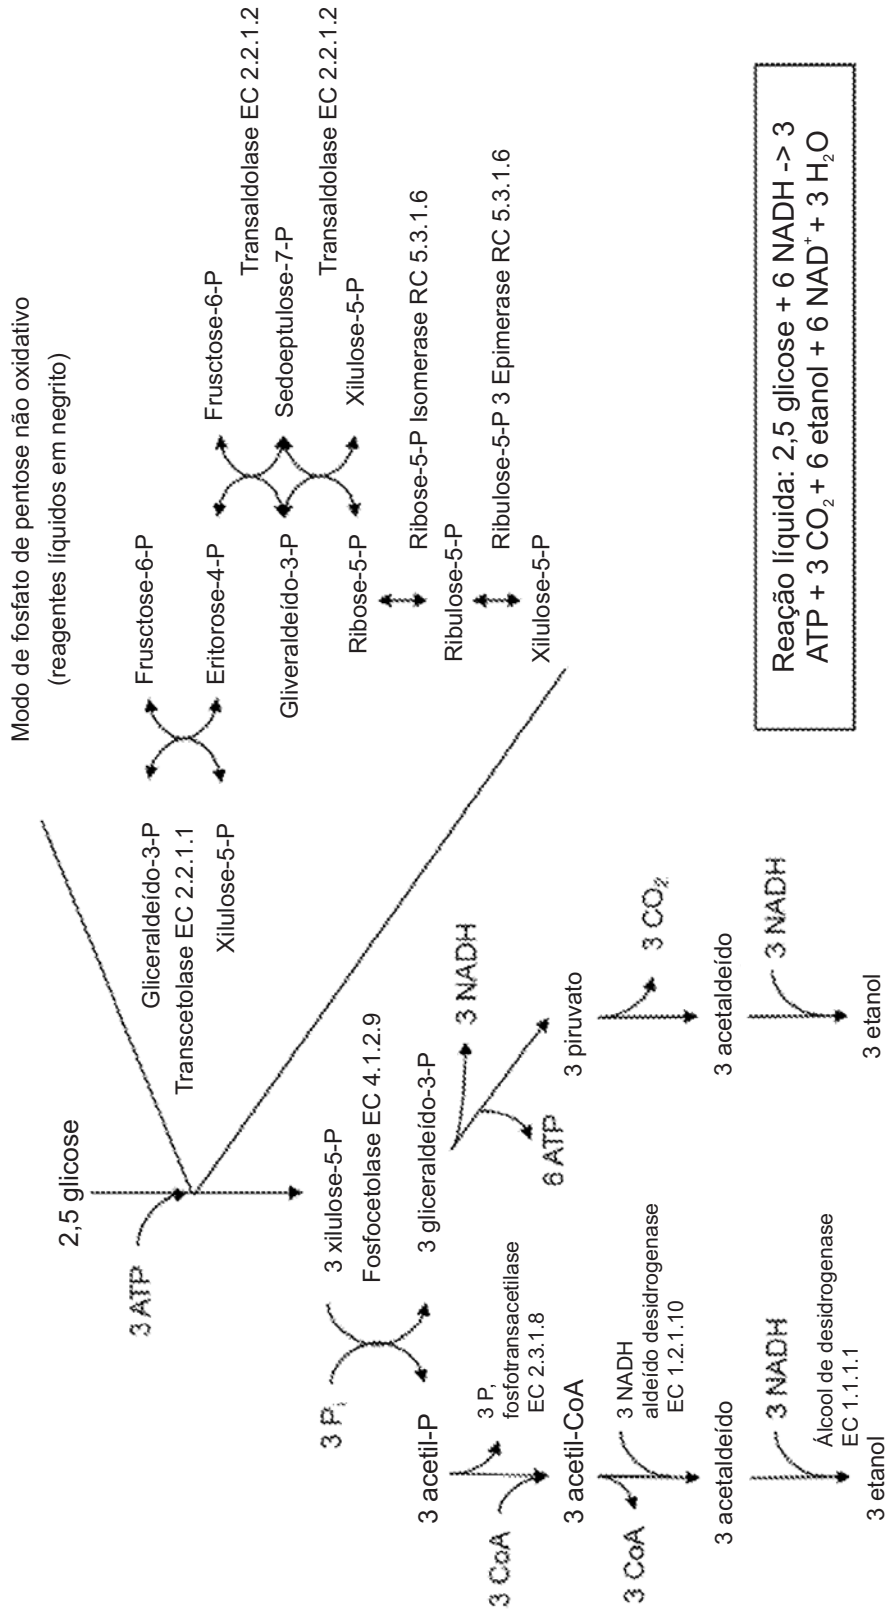 Modo de fosfato de pentose não oxidativo
(reagentes líquidos em negrito)
2,5 glicose
3 ATP
Gliceraldeído-3-P
Transcetolase EC 2.2.1.1
Xilulose-5-P
Frusctose-6-P
Eritorose-4-P
Frusctose-6-P
Transaldolase EC 2.2.1.2
Gliveraldeído-3-P
Sedoeptulose-7-P
Transaldolase EC 2.2.1.2
Ribose-5-P
Xilulose-5-P
Ribose-5-P Isomerase RC 5.3.1.6
Ribulose-5-P
Ribulose-5-P 3 Epimerase RC 5.3.1.6
Xilulose-5-P
3 Pi
3 xilulose-5-P
Fosfocetolase EC 4.1.2.9
3 acetil-P
3 gliceraldeído-3-P
3 CoA
3 P,
fosfotransacetilase
EC 2.3.1.8
3 acetil-CoA
3 CoA
3 NADH
aldeído desidrogenase
EC 1.2.1.10
3 acetaldeído
3 NADH
Álcool de desidrogenase
EC 1.1.1.1
3 etanol
3 NADH
6 ATP
3 piruvato
3 CO₂
3 acetaldeído
3 NADH
3 etanol
Reação líquida: 2,5 glicose + 6 NADH -> 3
ATP + 3 CO₂ + 6 etanol + 6 NAD⁺ + 3 H₂O